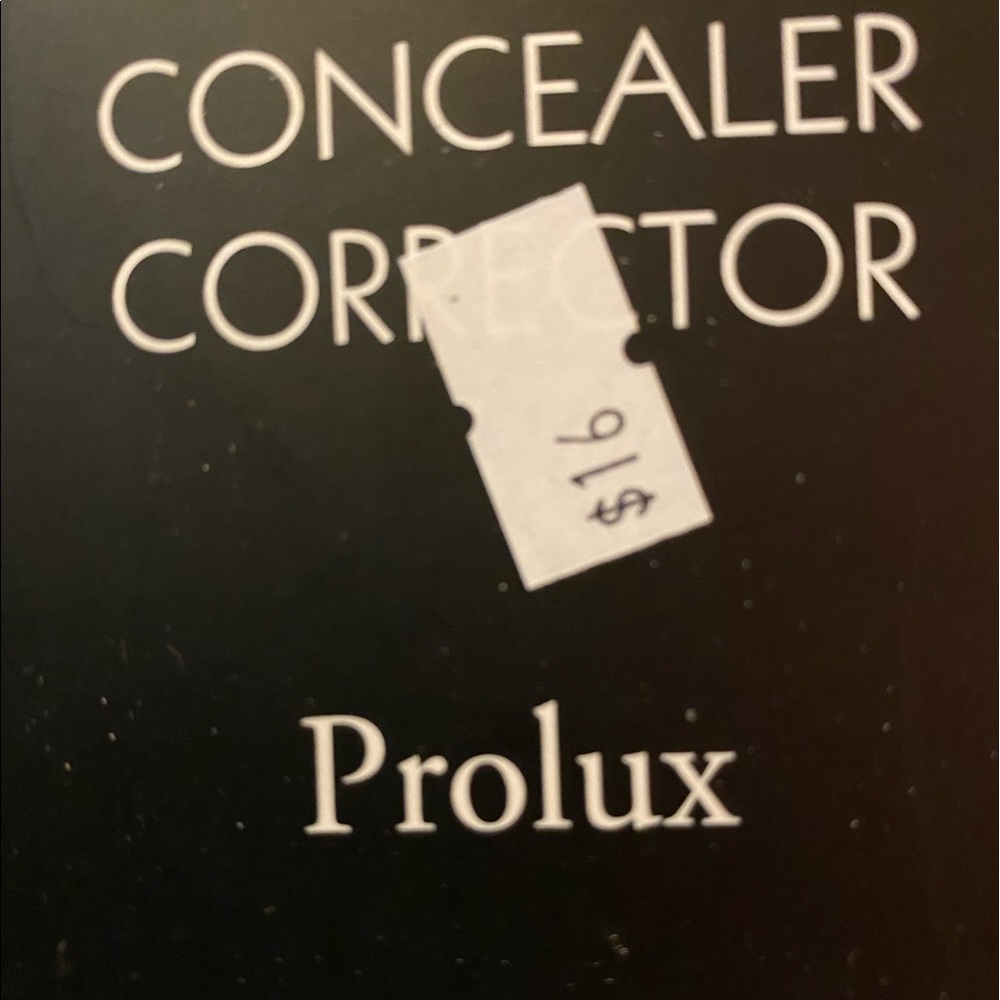 CONCEALER
CORRECTOR
$16
Prolux